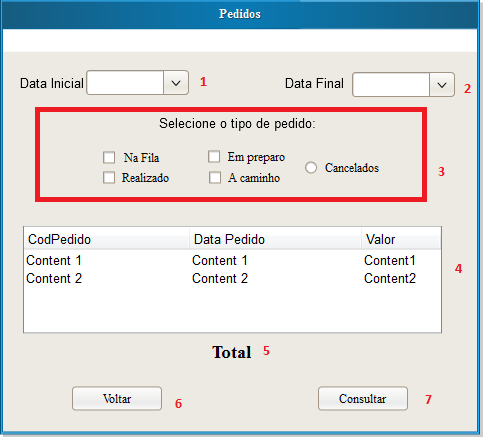 Pedidos
Data Inicial 1 Data Final 2
Selecione o tipo de pedido:
Na Fila Em preparo
Cancelados 3
Realizado A caminho
CodPedido Data Pedido Valor
Content 1 Content 1 Content1
Content 2 Content 2 Content2
4
Total 5
Voltar 6 Consultar 7